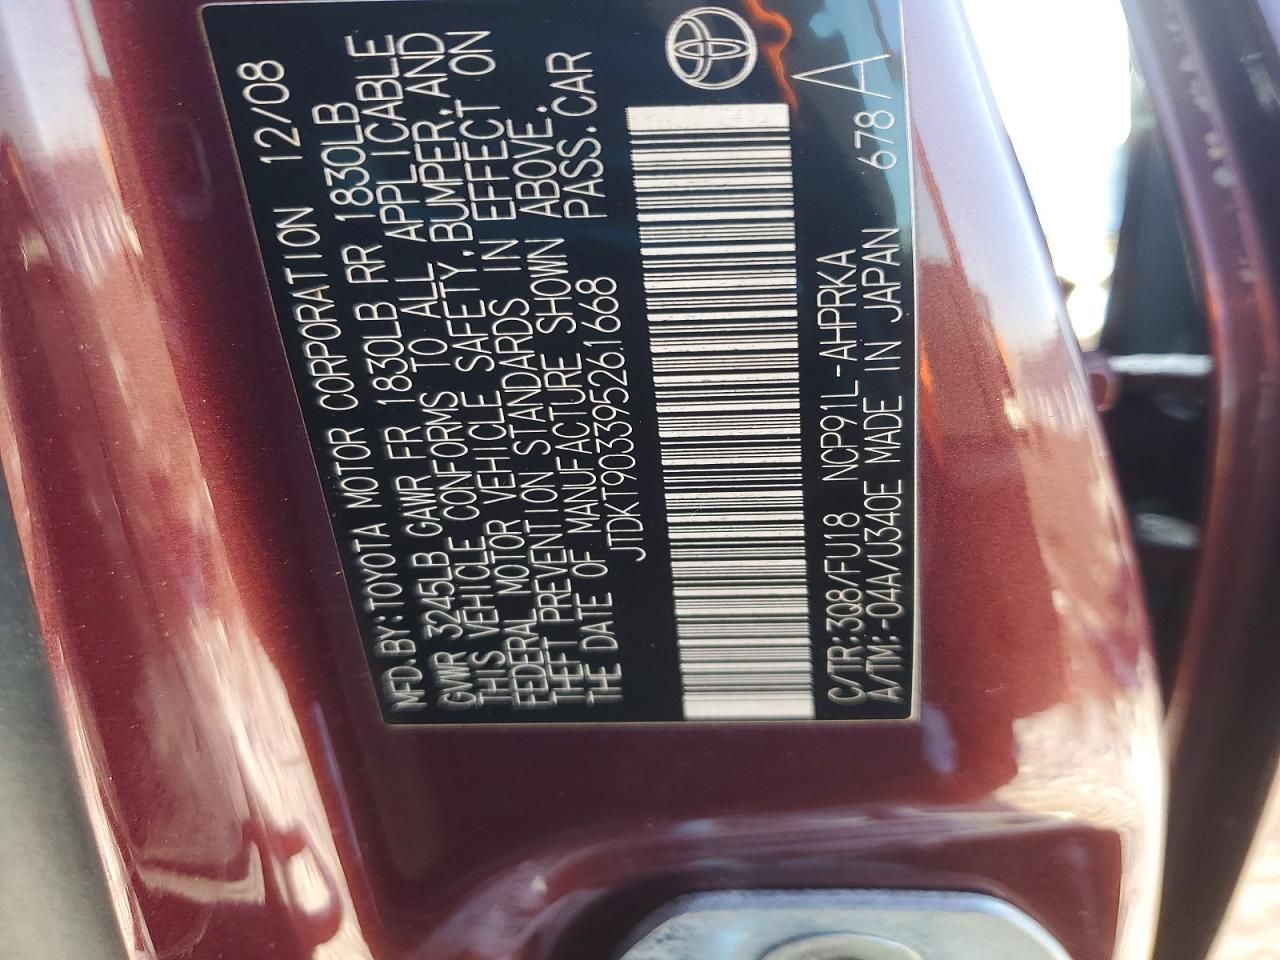 MFD.BY:TOYOTA MOTOR CORPORATION 12/08
GVWR 3245LB GAWR FR 1830LB RR 1830LB
THIS VEHICLE CONFORMS TO ALL APPLICABLE
FEDERAL MOTOR VEHICLE SAFETY,BUMPER,AND
THEFT PREVENTION STANDARDS IN EFFECT ON
THE DATE OF MANUFACTURE SHOWN ABOVE.
JTDKT903395261668 PASS.CAR
C/TR:3Q8/FU18 NCP91L-AHPRKA
A/TM:-04A/U340E MADE IN JAPAN 678 A